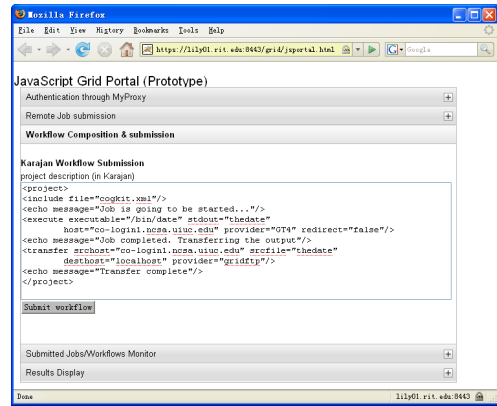 Mozilla Firefox
File Edit View History Bookmarks Tools Help
https://lily01.rit.edu:8443/grid/jsportal.html
G Google
JavaScript Grid Portal (Prototype)
Authentication through MyProxy
Remote Job submission
Workflow Composition & submission
Karajan Workflow Submission
project description (in Karajan)
<project>
<include file="cogkit.xml"/>
<echo message="Job is going to be started..."/>
<execute executable="/bin/date" stdout="thedate"
host="co-login1.ncsa.uiuc.edu" provider="GT4" redirect="false"/>
<echo message="Job completed. Transferring the output"/>
<transfer srchost="co-login1.ncsa.uiuc.edu" srcfile="thedate"
desthost="localhost" provider="gridftp"/>
<echo message="Transfer complete"/>
</project>
Submit workflow
Submitted Jobs/Workflows Monitor
Results Display
Done lily01.rit.edu:8443